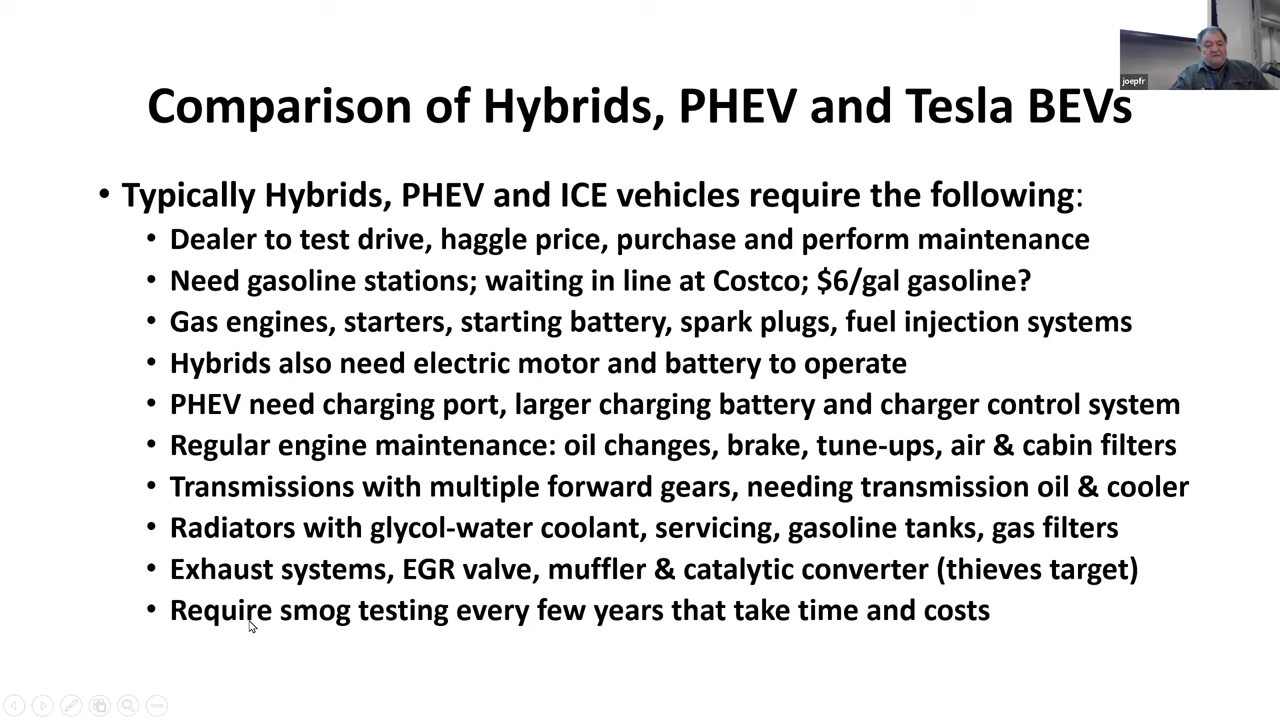 joepfr
Comparison of Hybrids, PHEV and Tesla BEVs
• Typically Hybrids, PHEV and ICE vehicles require the following:
• Dealer to test drive, haggle price, purchase and perform maintenance
• Need gasoline stations; waiting in line at Costco; $6/gal gasoline?
• Gas engines, starters, starting battery, spark plugs, fuel injection systems
• Hybrids also need electric motor and battery to operate
• PHEV need charging port, larger charging battery and charger control system
• Regular engine maintenance: oil changes, brake, tune-ups, air & cabin filters
• Transmissions with multiple forward gears, needing transmission oil & cooler
• Radiators with glycol-water coolant, servicing, gasoline tanks, gas filters
• Exhaust systems, EGR valve, muffler & catalytic converter (thieves target)
• Require smog testing every few years that take time and costs